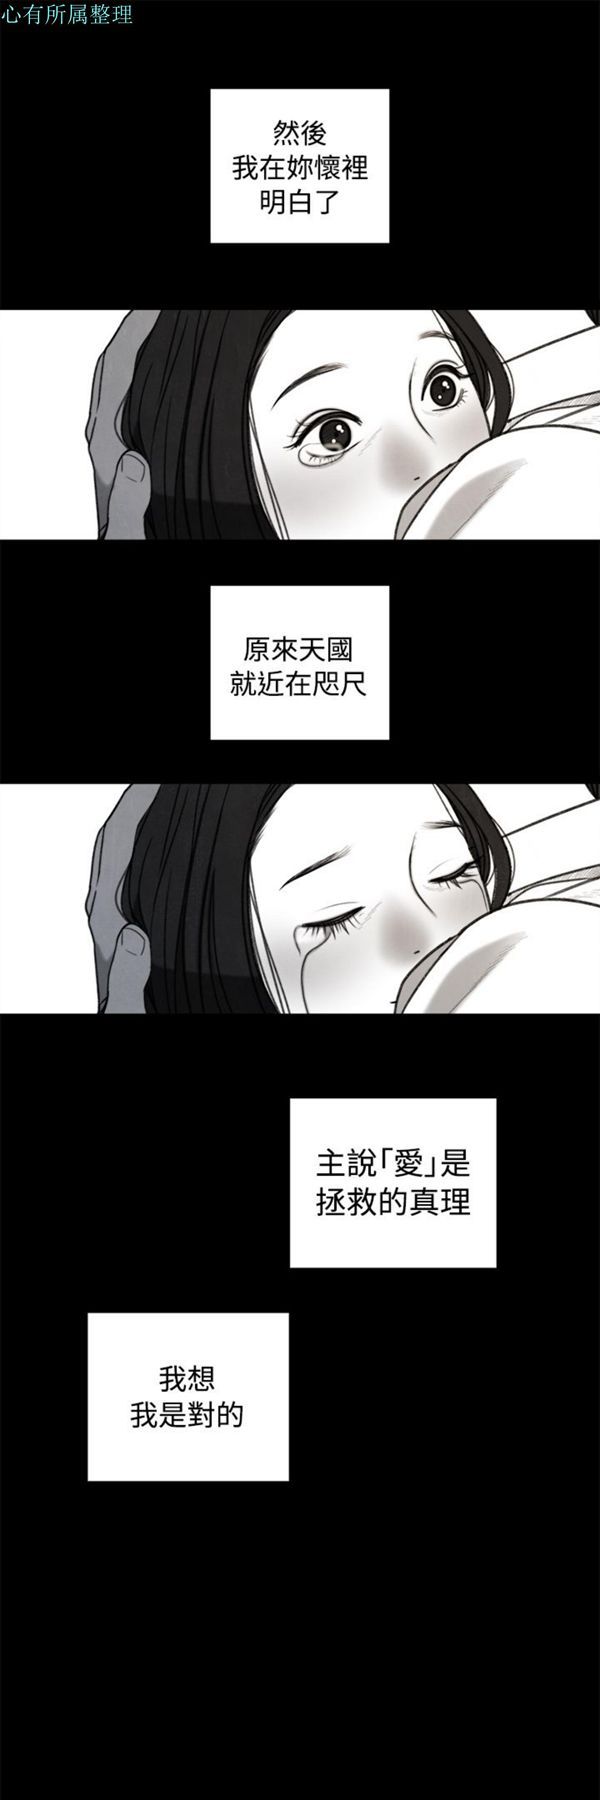 心有所属整理
然後
我在妳懷裡
明白了
原來天國
就近在咫尺
主說「愛」是
拯救的真理
我想
我是對的